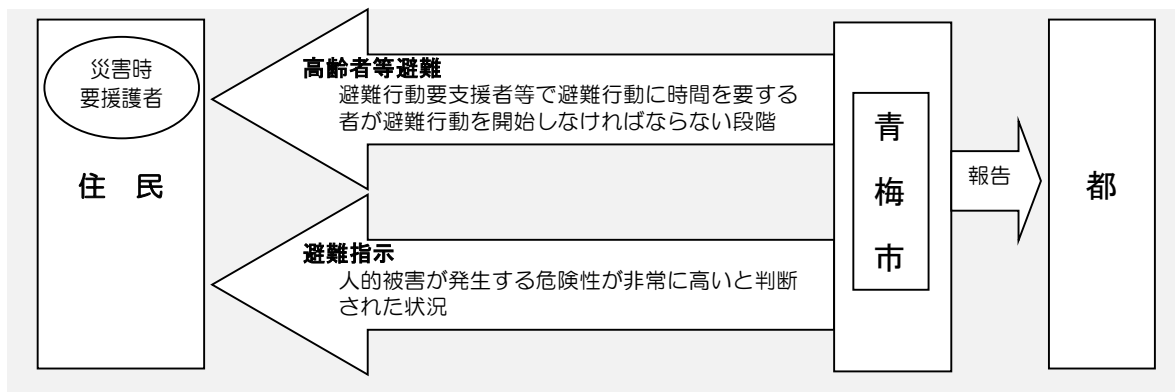 災害時
要援護者
住 民
高齢者等避難
避難行動要支援者等で避難行動に時間を要する
者が避難行動を開始しなければならない段階
避難指示
人的被害が発生する危険性が非常に高いと判断
された状況
青梅市
報告
都